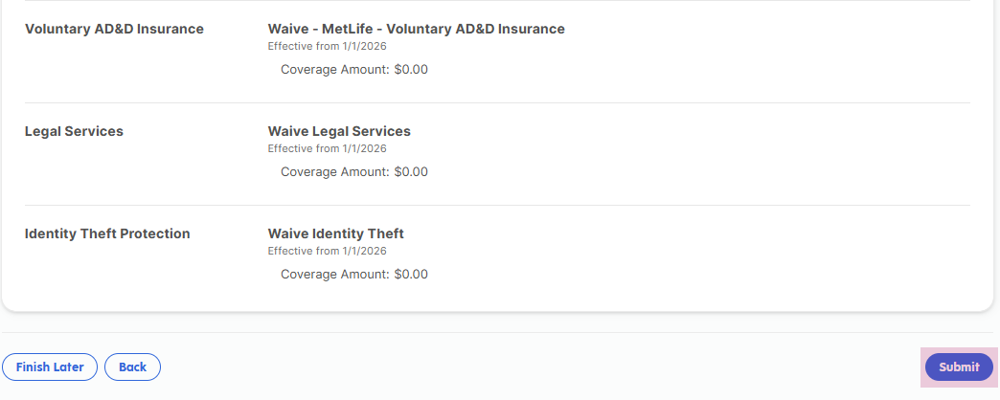 Voluntary AD&D Insurance
Waive - MetLife - Voluntary AD&D Insurance
Effective from 1/1/2026
Coverage Amount: $0.00
Legal Services
Waive Legal Services
Effective from 1/1/2026
Coverage Amount: $0.00
Identity Theft Protection
Waive Identity Theft
Effective from 1/1/2026
Coverage Amount: $0.00
Finish Later
Back
Submit